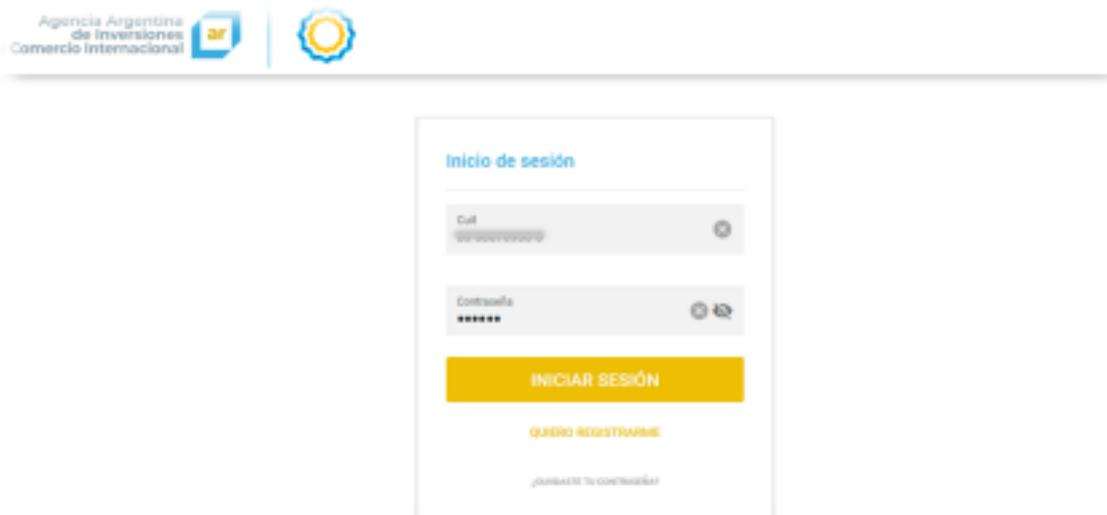 Agencia Argentina
de Inversiones
Comercio Internacional
ar
Inicio de sesión
Cuil
Contraseña
••••••
INICIAR SESIÓN
QUIERO REGISTRARME
¿OLVIDASTE TU CONTRASEÑA?